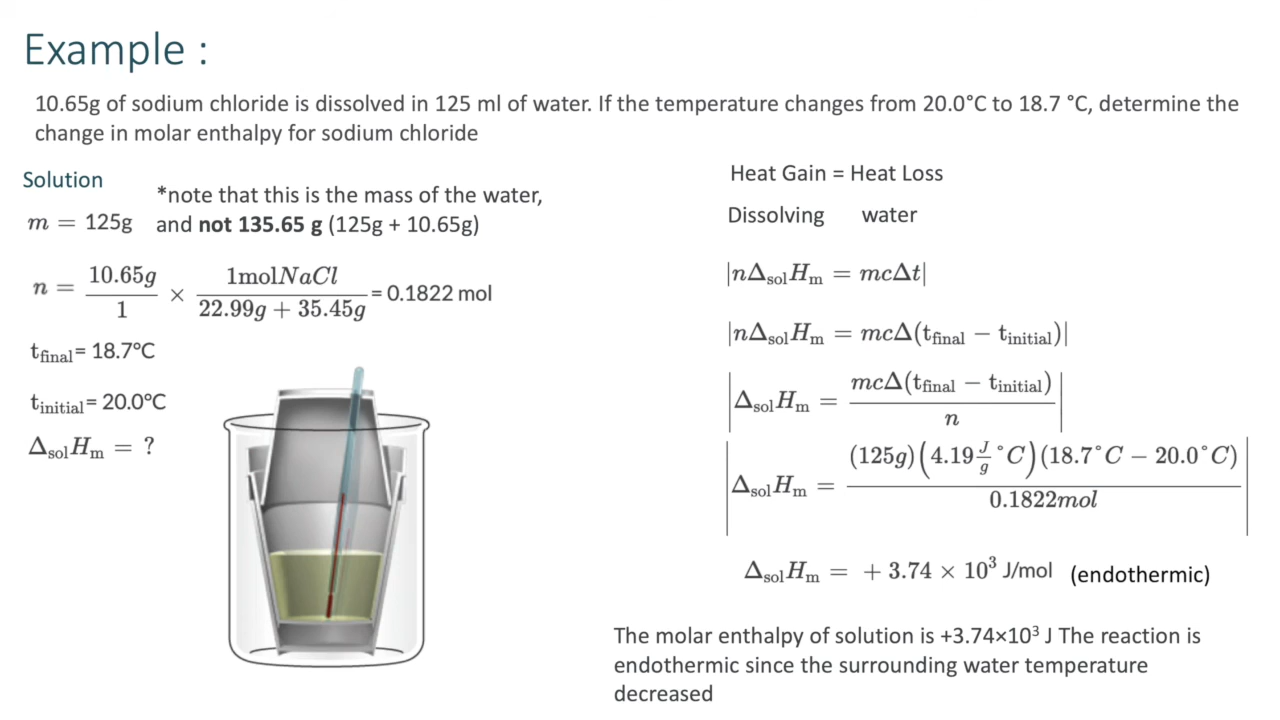 Example :
10.65g of sodium chloride is dissolved in 125 ml of water. If the temperature changes from 20.0°C to 18.7 °C, determine the
change in molar enthalpy for sodium chloride
Solution
*note that this is the mass of the water,
m = 125g and not 135.65 g (125g + 10.65g)
n = 10.65g/1 × 1molNaCl/22.99g + 35.45g = 0.1822 mol
t_final = 18.7°C
t_initial = 20.0°C
Δ_sol H_m = ?
Heat Gain = Heat Loss
Dissolving water
|nΔ_sol H_m = mcΔt|
|nΔ_sol H_m = mcΔ(t_final − t_initial)|
|Δ_sol H_m = mcΔ(t_final − t_initial)/n|
|Δ_sol H_m = (125g)(4.19 J/g °C)(18.7°C − 20.0°C)/0.1822mol|
Δ_sol H_m = + 3.74 × 10³ J/mol (endothermic)
The molar enthalpy of solution is +3.74×10³ J The reaction is
endothermic since the surrounding water temperature
decreased